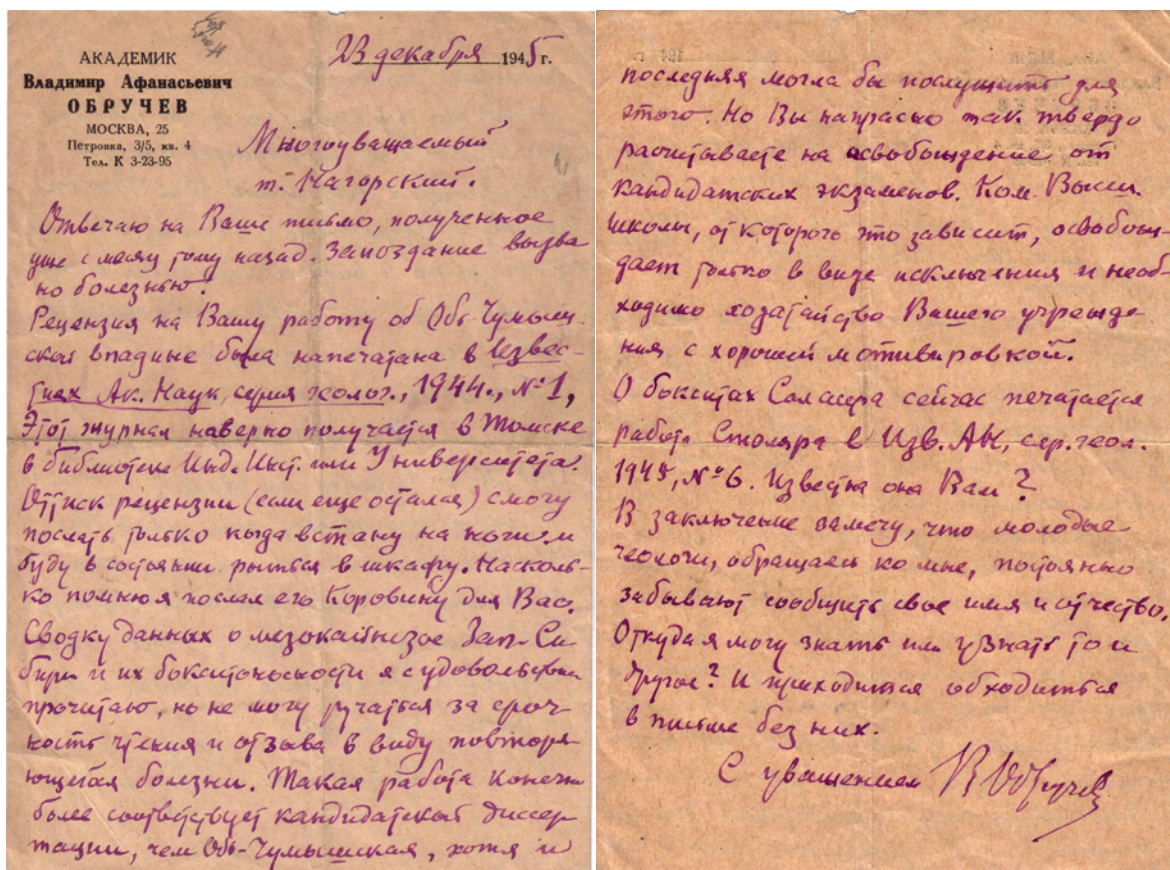 АКАДЕМИК
Владимир Афанасьевич
ОБРУЧЕВ
МОСКВА, 25
Петровка, 3/5, кв. 4
Тел. К 3-23-95
23 декабря 1945 г.
Многоуважаемый
т. Нагорский.
Отвечаю на Ваше письмо, полученное
уже с месяц тому назад. Запоздание вызва
но болезнью.
Рецензия на Вашу работу об Обь-Чумыш-
ской впадине была напечатана в Извес-
тиях Ак. Наук, серия геолог., 1944., № 1,
Этот журнал наверно получается в Томске
в библиотеке Инд. Инст. или Университета.
Оттиск рецензии (если еще остался) смогу
послать только когда встану на ноги и
буду в состоянии рыться в шкафу. Насколь-
ко помню я послал его Коровину для Вас.
Сводку данных о мезокайнозое Зап. Си-
бири и их бокситоносности я с удовольствием
прочитаю, но не могу ручаться за сроч-
ность чтения и отзыва в виду повторя-
ющейся болезни. Такая работа конечно
более соответствует кандидатской диссер-
тации, чем Обь-Чумышская, хотя и
последняя могла бы послужить для
этого. Но Вы напрасно так твердо
расчитываете на освобождение от
кандидатских экзаменов. Ком. Высш.
школы, от которого это зависит, освобож-
дает только в виде исключения и необ-
ходимо ходатайство Вашего учрежде-
ния с хорошей мотивировкой.
О бокситах Салаира сейчас печатается
работа Столяра в Изв. АН, сер. геол.
1945, № 6. Известна она Вам?
В заключение замечу, что молодые
геологи, обращаясь ко мне, постоянно
забывают сообщить свое имя и отчество.
Откуда я могу знать или узнать то и
другое? И приходится обходиться
в письме без них.
С уважением В Обручев